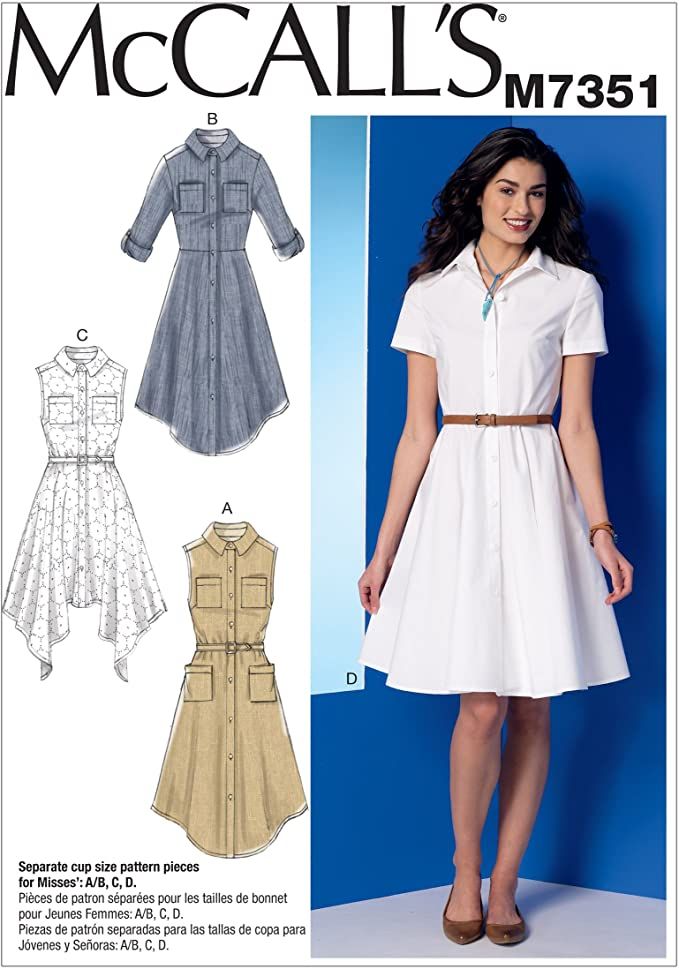 McCALL'S®
M7351
B
C
A
D
Separate cup size pattern pieces
for Misses': A/B, C, D.
Pièces de patron séparées pour les tailles de bonnet
pour Jeunes Femmes: A/B, C, D.
Piezas de patrón separadas para las tallas de copa para
Jóvenes y Señoras: A/B, C, D.